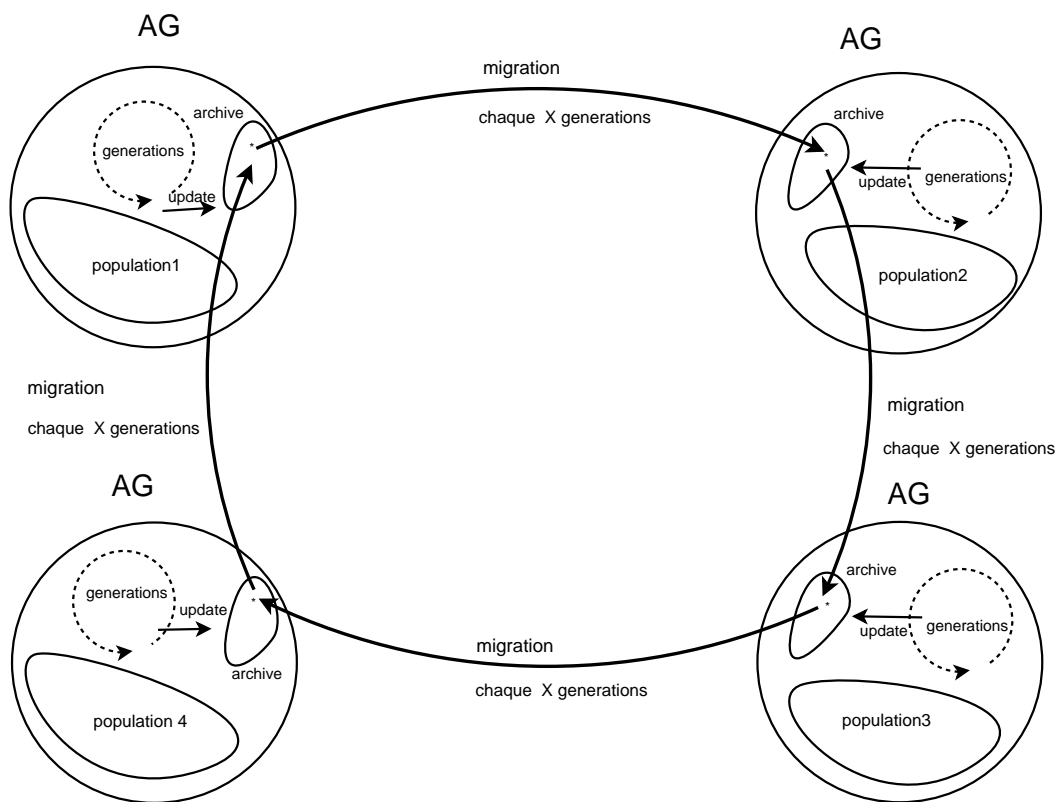 AG
AG
migration
chaque X generations
archive
generations
update
population1
archive
generations
update
population2
migration
chaque X generations
migration
chaque X generations
AG
AG
generations
update
archive
population 4
archive
generations
update
population3
migration
chaque X generations